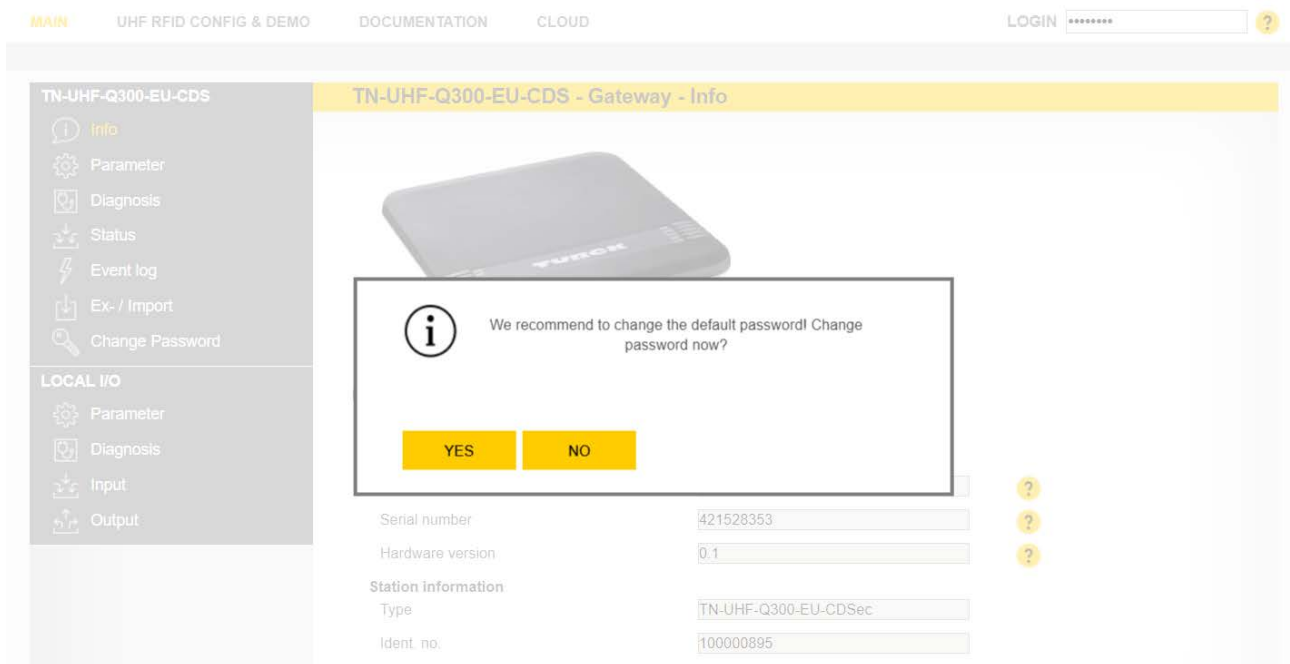 MAIN UHF RFID CONFIG & DEMO DOCUMENTATION CLOUD LOGIN •••••••• ?
TN-UHF-Q300-EU-CDS
Info
Parameter
Diagnosis
Status
Event log
Ex- / Import
Change Password
LOCAL I/O
Parameter
Diagnosis
Input
Output
TN-UHF-Q300-EU-CDS - Gateway - Info
TURCK
We recommend to change the default password! Change
password now?
YES NO
?
Serial number 421528353 ?
Hardware version 0.1 ?
Station information
Type TN-UHF-Q300-EU-CDSec
Ident. no. 100000895